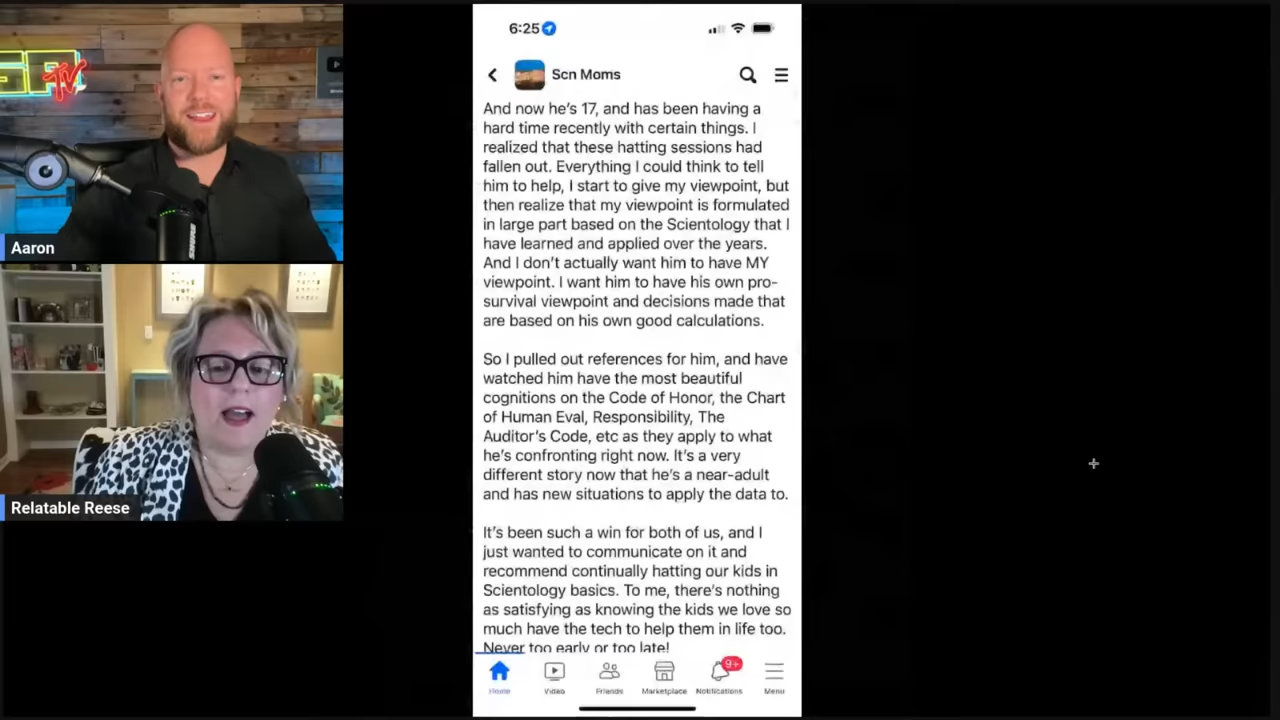 TV
Aaron
Relatable Reese
6:25
Scn Moms
And now he's 17, and has been having a
hard time recently with certain things. I
realized that these hatting sessions had
fallen out. Everything I could think to tell
him to help, I start to give my viewpoint, but
then realize that my viewpoint is formulated
in large part based on the Scientology that I
have learned and applied over the years.
And I don't actually want him to have MY
viewpoint. I want him to have his own pro-
survival viewpoint and decisions made that
are based on his own good calculations.
So I pulled out references for him, and have
watched him have the most beautiful
cognitions on the Code of Honor, the Chart
of Human Eval, Responsibility, The
Auditor's Code, etc as they apply to what
he's confronting right now. It's a very
different story now that he's a near-adult
and has new situations to apply the data to.
It's been such a win for both of us, and I
just wanted to communicate on it and
recommend continually hatting our kids in
Scientology basics. To me, there's nothing
as satisfying as knowing the kids we love so
much have the tech to help them in life too.
Never too early or too late!
9+
Home
Video
Friends
Marketplace
Notifications
Menu